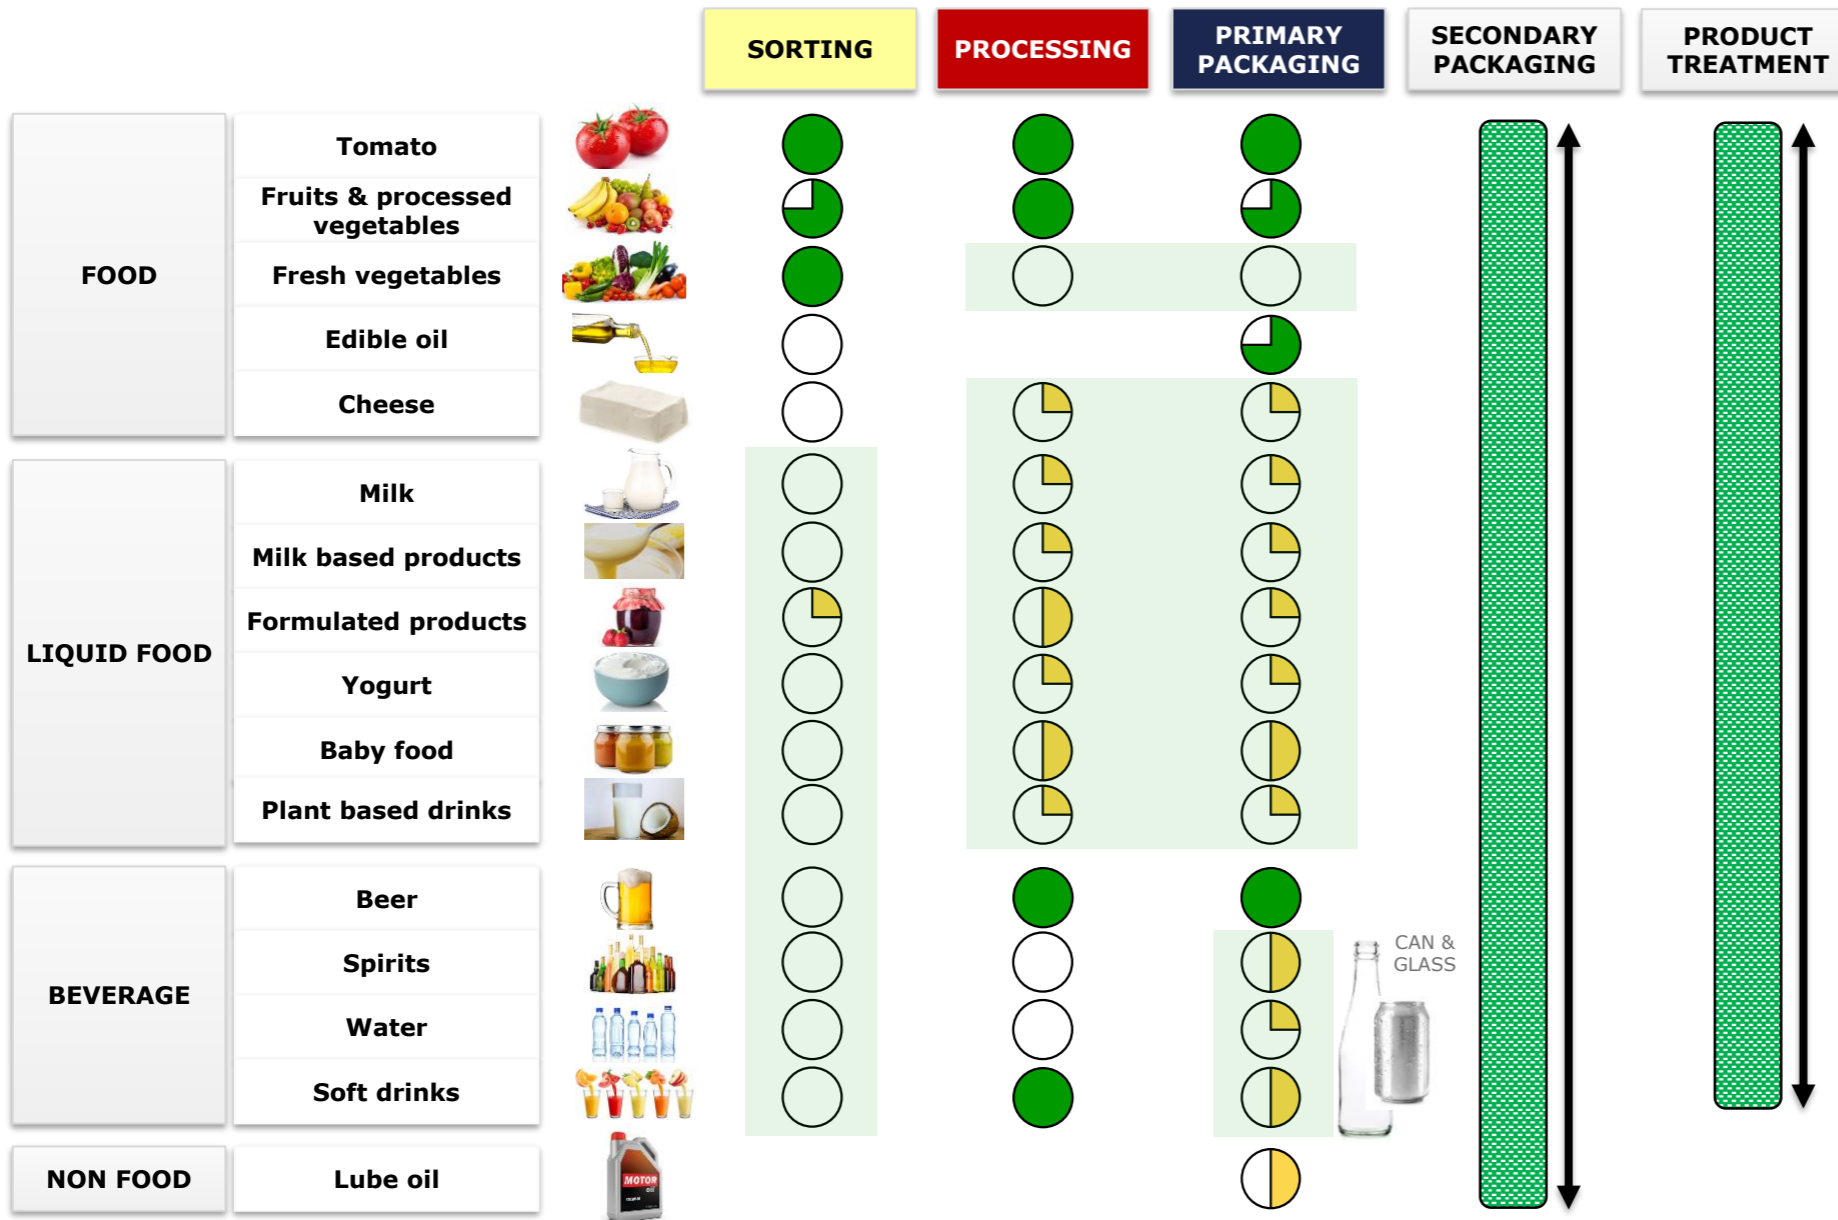 SORTING
PROCESSING
PRIMARY
PACKAGING
SECONDARY
PACKAGING
PRODUCT
TREATMENT
FOOD
Tomato
Fruits & processed
vegetables
Fresh vegetables
Edible oil
Cheese
LIQUID FOOD
Milk
Milk based products
Formulated products
Yogurt
Baby food
Plant based drinks
BEVERAGE
Beer
Spirits
Water
Soft drinks
CAN &
GLASS
NON FOOD
Lube oil
MOTOR
oil